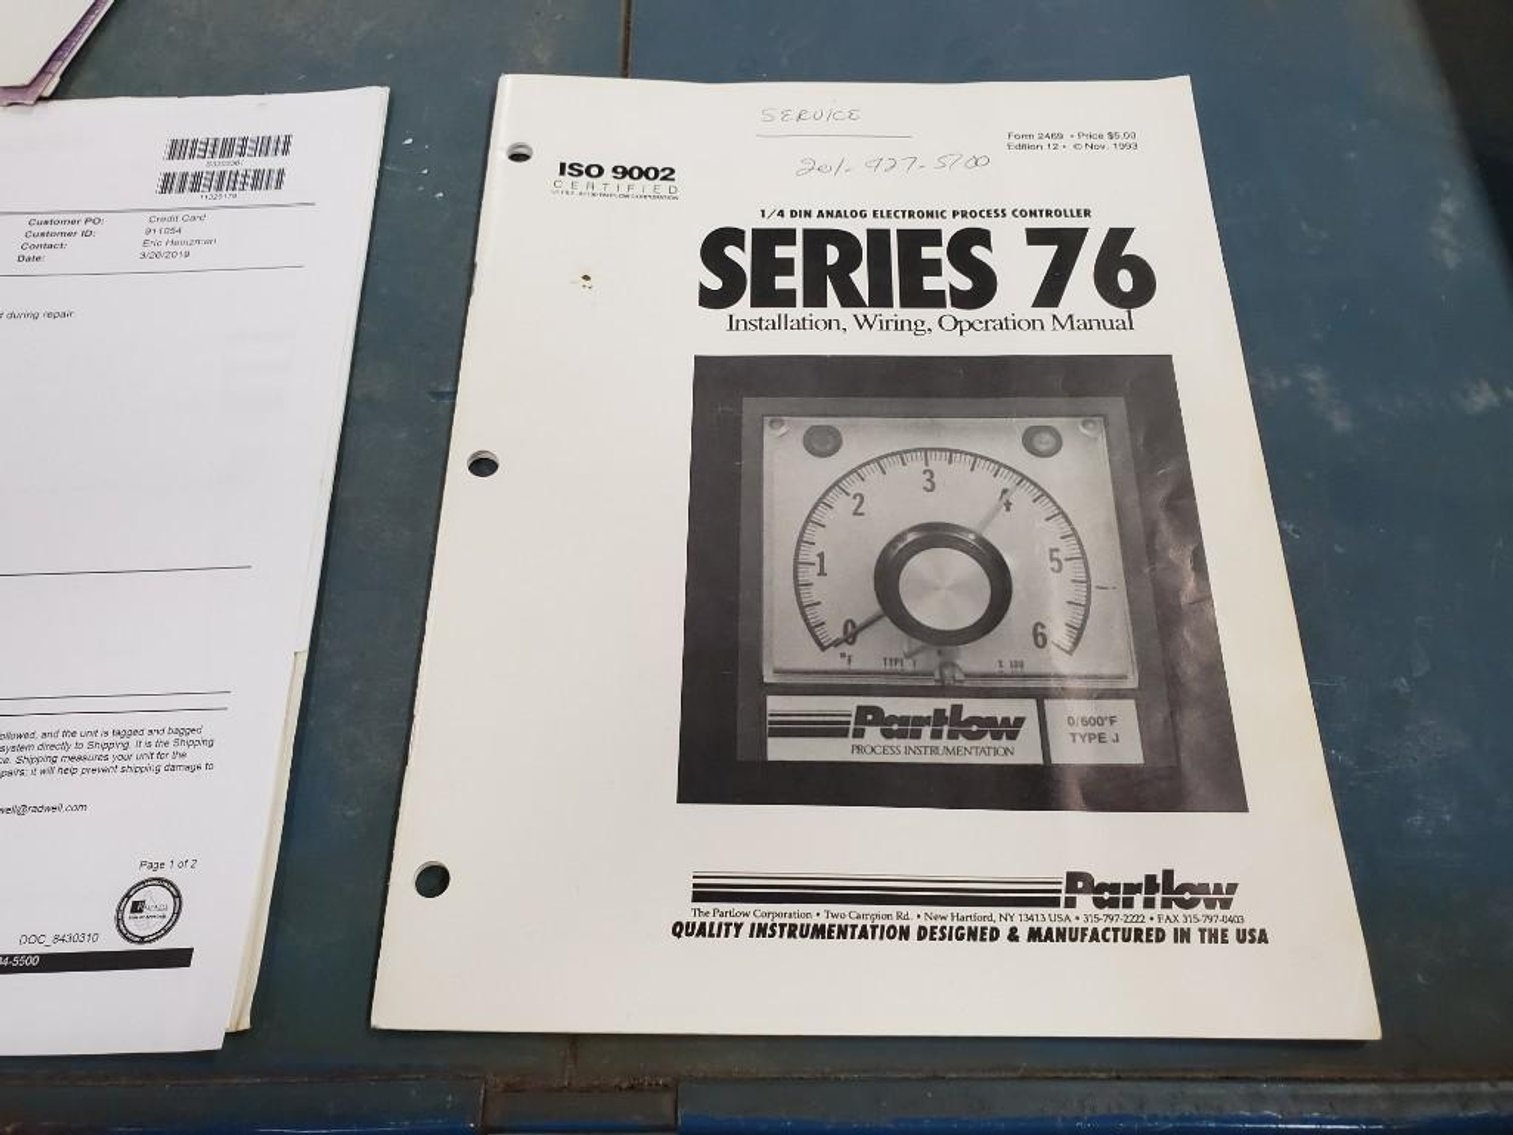 Customer PO: Credit Card
Customer ID: 911054
Contact: Eric Heinzman
Date: 3/26/2019
during repair.
and the unit is tagged and bagged
system directly to Shipping. It is the Shipping
Shipping measures your unit for the
it will help prevent shipping damage to
@radwell.com
Page 1 of 2
DOC_8430310
4-5500
SERVICE
201-927-5700
Form 2469 • Price $5.00
Edition 12 • © Nov. 1993
ISO 9002
CERTIFIED
1/4 DIN ANALOG ELECTRONIC PROCESS CONTROLLER
SERIES 76
Installation, Wiring, Operation Manual
0 1 2 3 4 5 6
°F TYPE J X 100
Partlow
PROCESS INSTRUMENTATION
0/600°F
TYPE J
Partlow
The Partlow Corporation • Two Campion Rd. • New Hartford, NY 13413 USA • 315-797-2222 • FAX 315-797-0403
QUALITY INSTRUMENTATION DESIGNED & MANUFACTURED IN THE USA